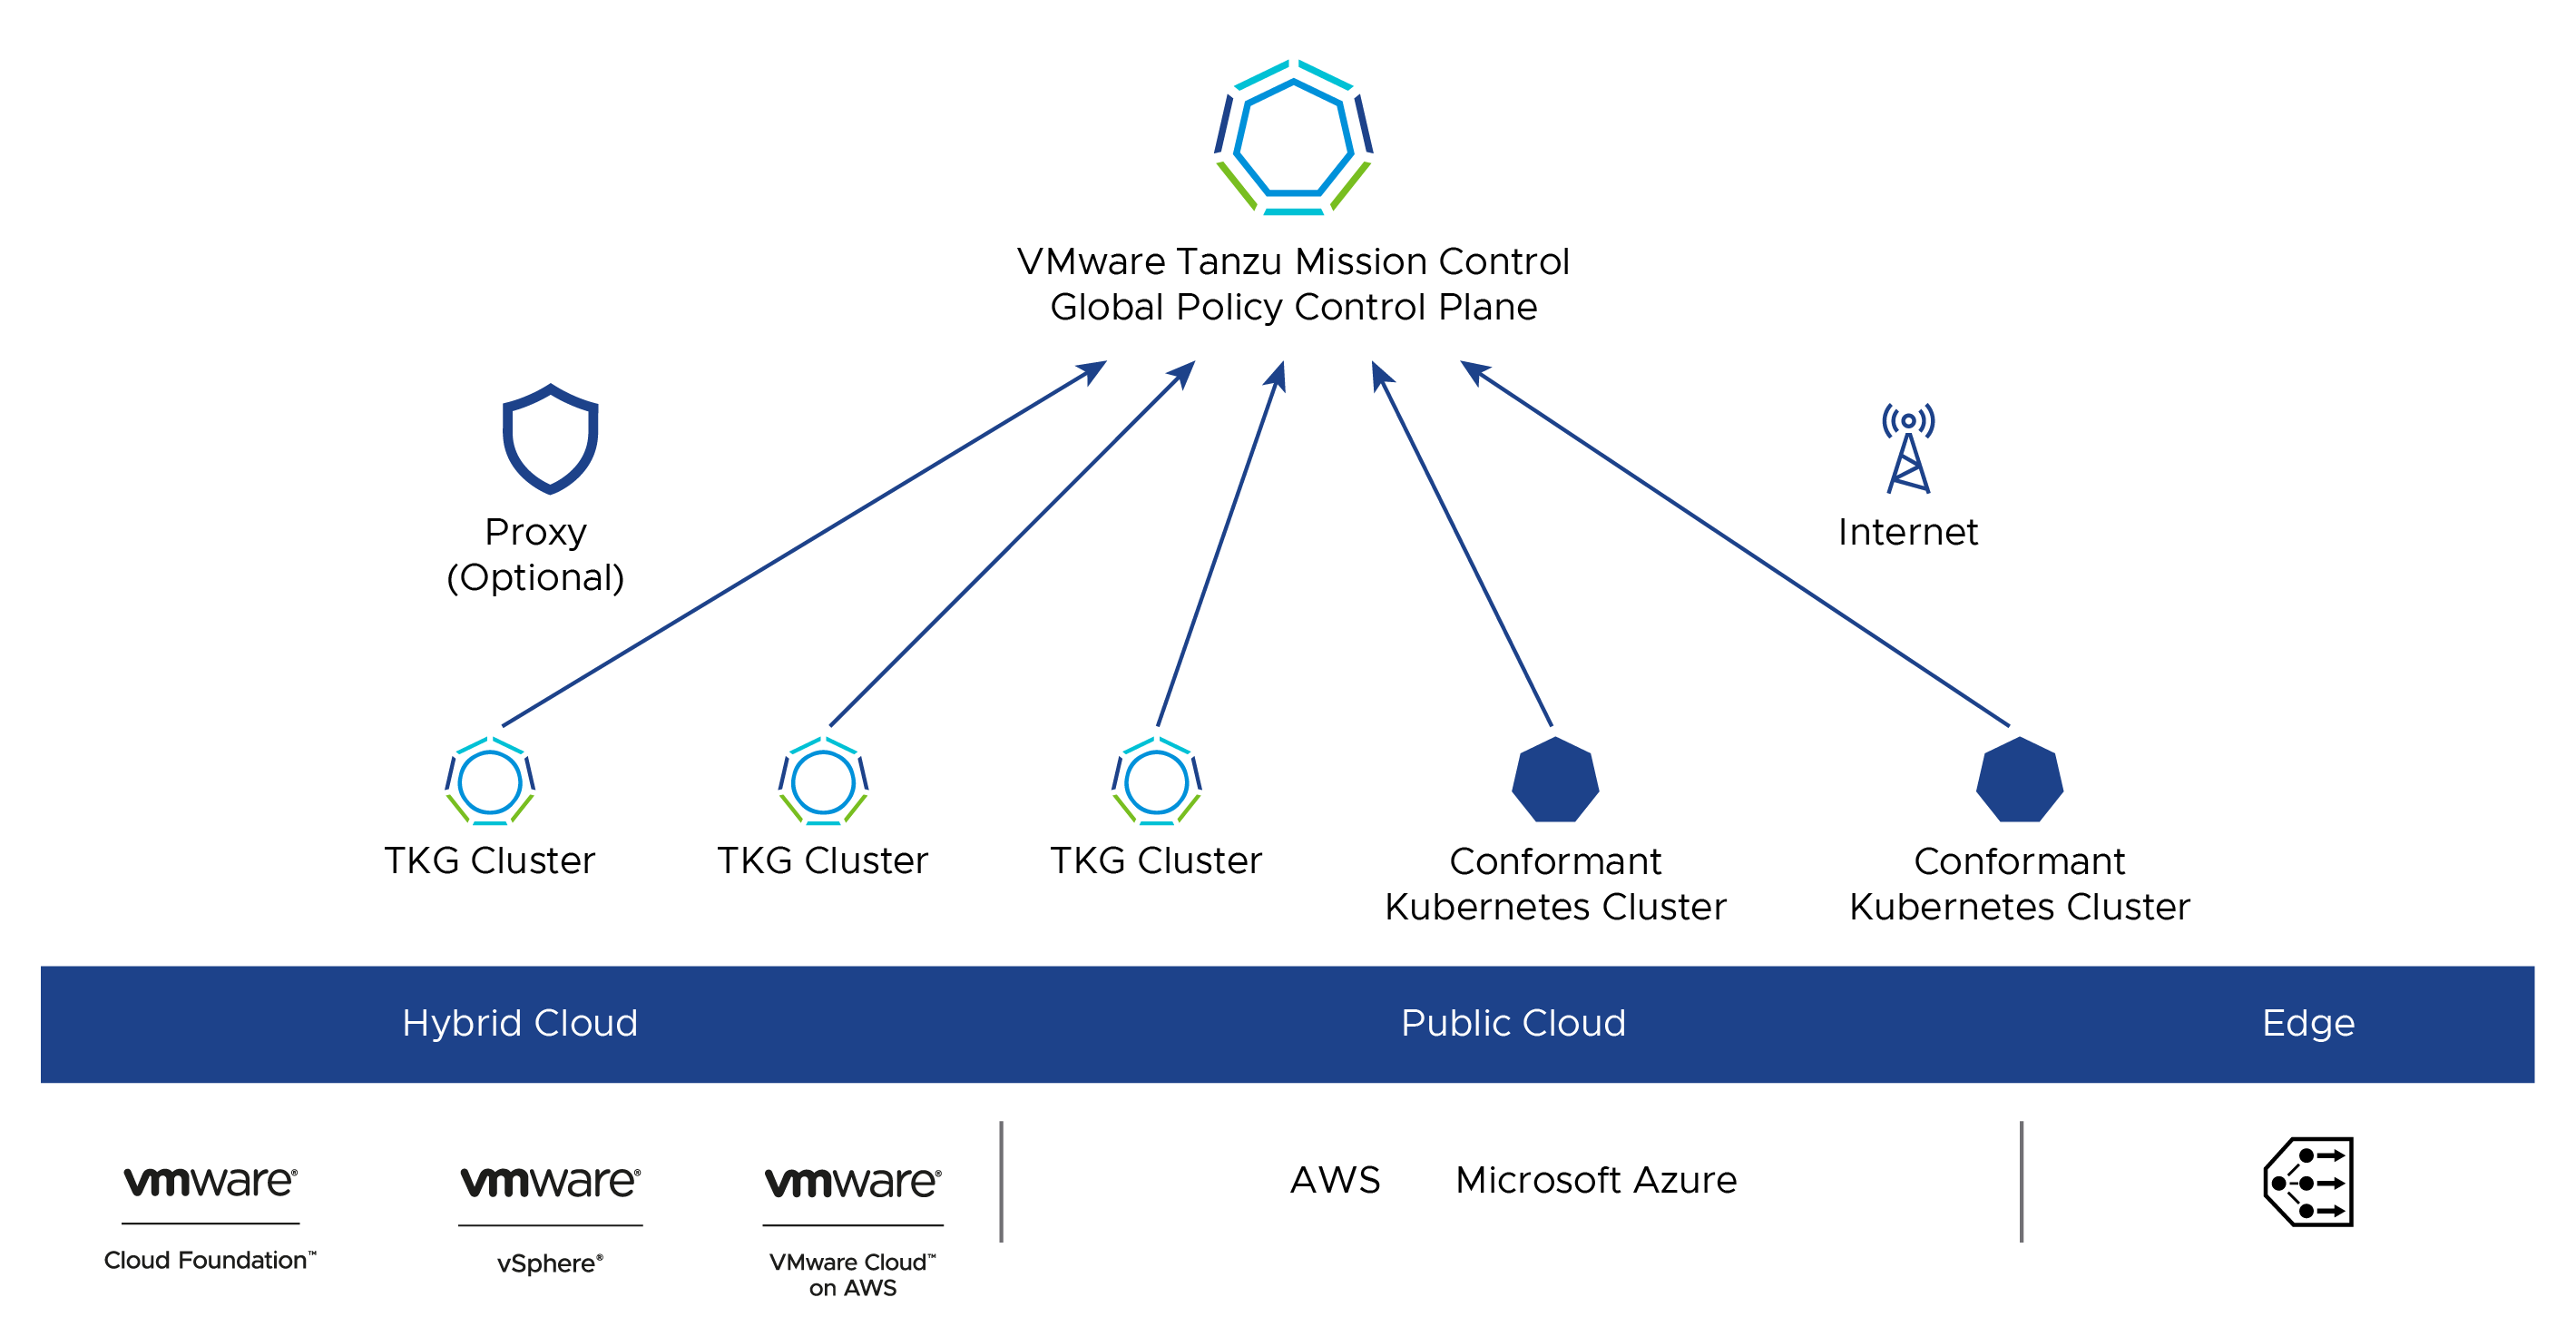 VMware Tanzu Mission Control
Global Policy Control Plane
Proxy
(Optional)
Internet
TKG Cluster
TKG Cluster
TKG Cluster
Conformant
Kubernetes Cluster
Conformant
Kubernetes Cluster
Hybrid Cloud
Public Cloud
Edge
vmware®
Cloud Foundation™
vmware®
vSphere®
vmware®
VMware Cloud™
on AWS
AWS
Microsoft Azure